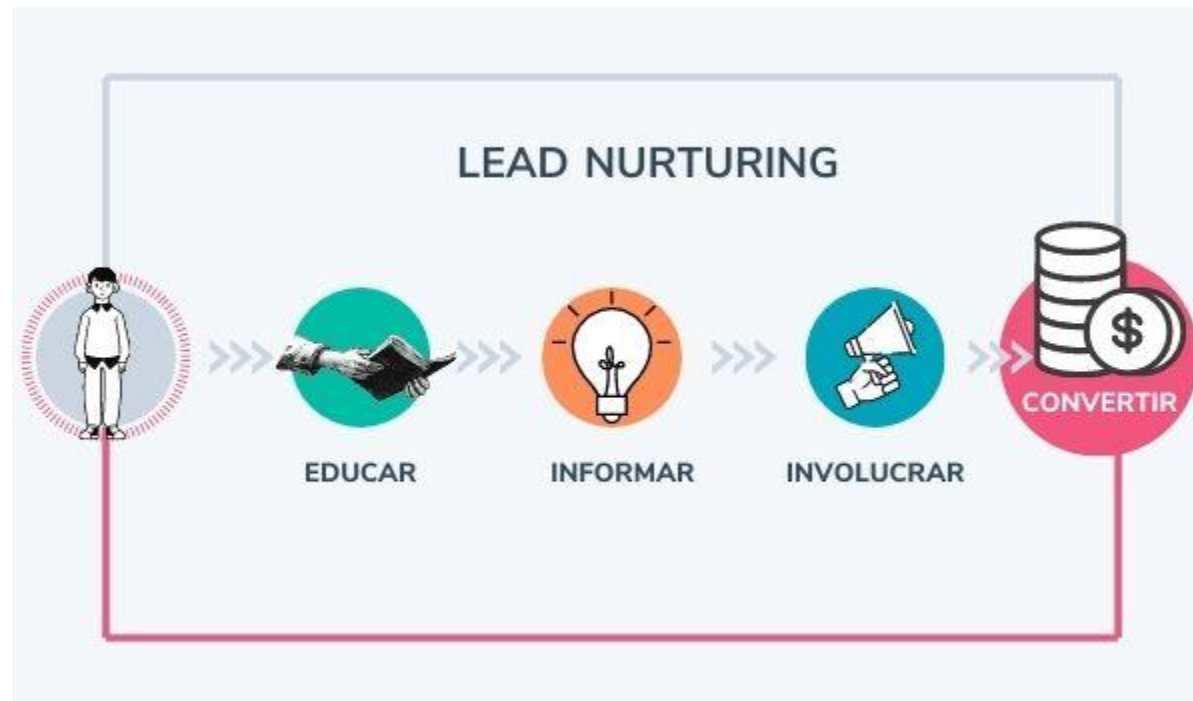 LEAD NURTURING
CONVERTIR
EDUCAR
INFORMAR
INVOLUCRAR
$